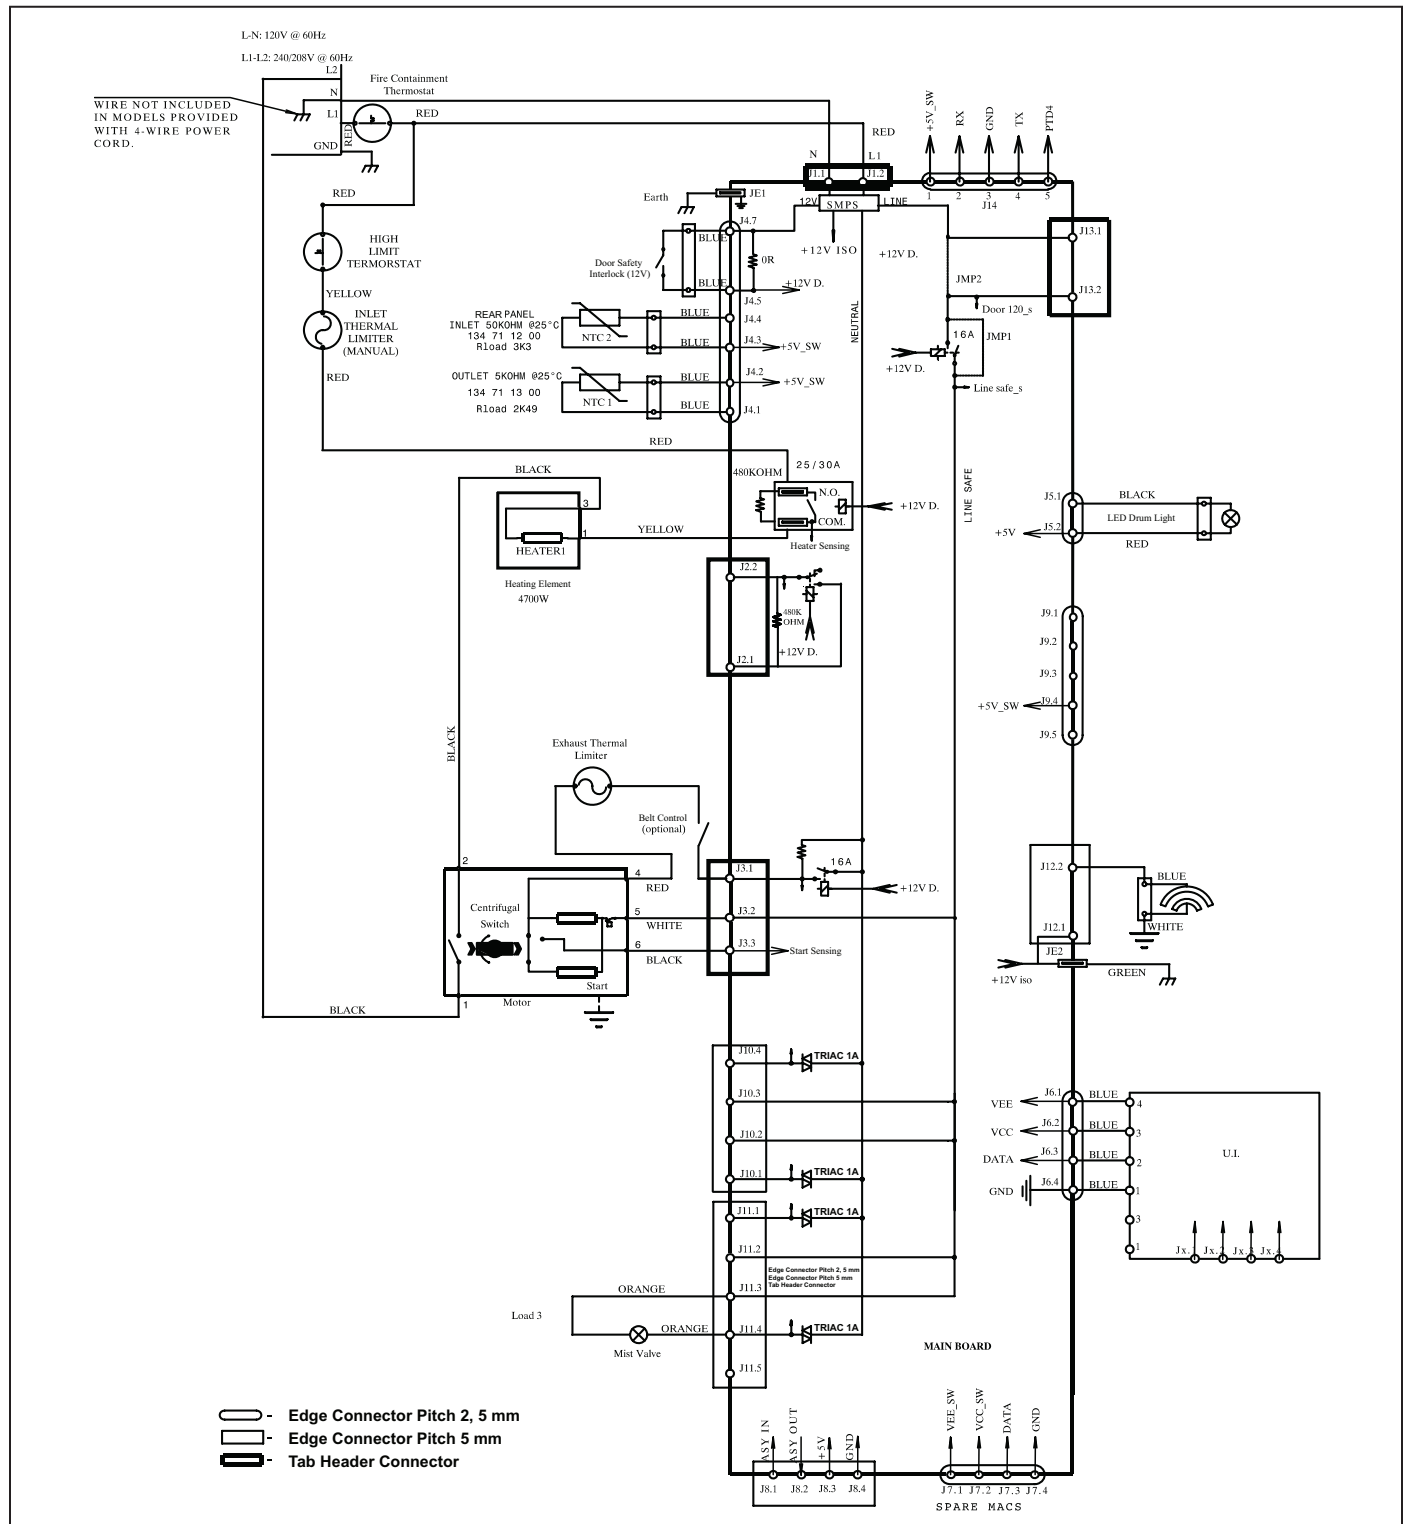 L-N: 120V @ 60Hz
L1-L2: 240/208V @ 60Hz
L2
N
L1
GND
RED
WIRE NOT INCLUDED
IN MODELS PROVIDED
WITH 4-WIRE POWER
CORD.
Fire Containment
Thermostat
RED
RED
N
L1
J1.1
J1.2
+5V_SW
RX
GND
TX
PTD4
1
2
3
4
5
J14
RED
Earth
JE1
12V
SMPS
LINE
+12V ISO
+12V D.
J13.1
J13.2
JMP2
Door 120_s
16A
JMP1
+12V D.
Line safe_s
HIGH
LIMIT
TERMORSTAT
YELLOW
INLET
THERMAL
LIMITER
(MANUAL)
RED
J4.7
BLUE
0R
Door Safety
Interlock (12V)
BLUE
+12V D.
J4.5
J4.4
REAR PANEL
INLET 50KOHM @25°C
134 71 12 00
Rload 3K3
NTC 2
BLUE
BLUE
J4.3
+5V_SW
NEUTRAL
OUTLET 5KOHM @25°C
134 71 13 00
Rload 2K49
NTC 1
BLUE
BLUE
J4.2
+5V_SW
J4.1
RED
BLACK
480KOHM
25/30A
N.O.
COM.
+12V D.
Heater Sensing
LINE SAFE
3
1
HEATER1
YELLOW
Heating Element
4700W
J5.1
J5.2
+5V
BLACK
LED Drum Light
RED
J2.2
480K
OHM
+12V D.
J2.1
J9.1
J9.2
J9.3
J9.4
+5V_SW
J9.5
BLACK
Exhaust Thermal
Limiter
Belt Control
(optional)
2
4
RED
J3.1
16A
+12V D.
Centrifugal
Switch
5
WHITE
J3.2
6
BLACK
J3.3
Start Sensing
Start
1
Motor
BLACK
J12.2
BLUE
WHITE
J12.1
JE2
+12V iso
GREEN
J10.4
TRIAC 1A
J10.3
J10.2
J10.1
TRIAC 1A
J11.1
TRIAC 1A
J11.2
Edge Connector Pitch 2, 5 mm
Edge Connector Pitch 5 mm
Tab Header Connector
J11.3
ORANGE
Load 3
ORANGE
J11.4
TRIAC 1A
Mist Valve
J11.5
VEE
J6.1
BLUE
4
VCC
J6.2
BLUE
3
DATA
J6.3
BLUE
2
U.I.
GND
J6.4
BLUE
1
3
1
Jx.1
Jx.2
Jx.3
Jx.4
MAIN BOARD
- Edge Connector Pitch 2, 5 mm
- Edge Connector Pitch 5 mm
- Tab Header Connector
ASY IN
ASY OUT
+5V
GND
J8.1
J8.2
J8.3
J8.4
VEE_SW
VCC_SW
DATA
GND
J7.1
J7.2
J7.3
J7.4
SPARE MACS